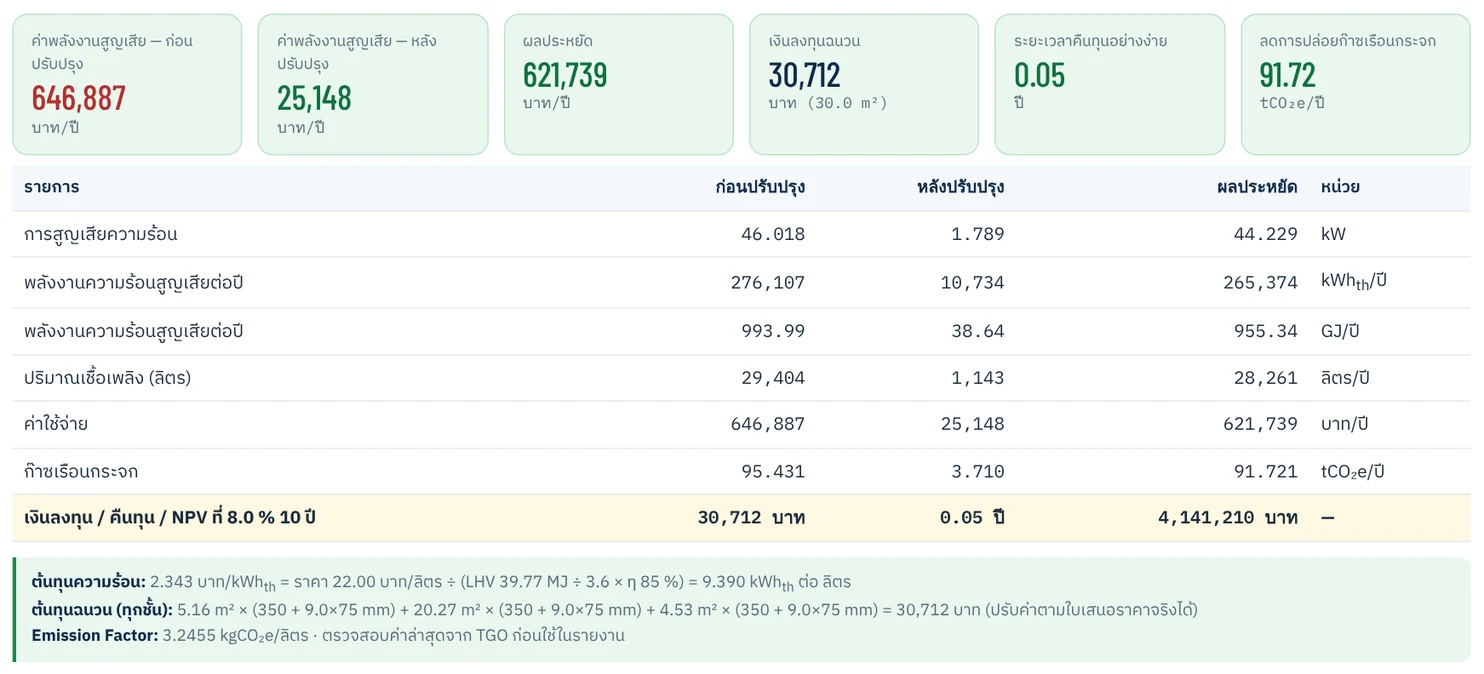 ค่าพลังงานสูญเสีย — ก่อน
ปรับปรุง
646,887
บาท/ปี
ค่าพลังงานสูญเสีย — หลัง
ปรับปรุง
25,148
บาท/ปี
ผลประหยัด
621,739
บาท/ปี
เงินลงทุนฉนวน
30,712
บาท (30.0 m²)
ระยะเวลาคืนทุนอย่างง่าย
0.05
ปี
ลดการปล่อยก๊าซเรือนกระจก
91.72
tCO₂e/ปี
รายการ ก่อนปรับปรุง หลังปรับปรุง ผลประหยัด หน่วย
การสูญเสียความร้อน 46.018 1.789 44.229 kW
พลังงานความร้อนสูญเสียต่อปี 276,107 10,734 265,374 kWhth/ปี
พลังงานความร้อนสูญเสียต่อปี 993.99 38.64 955.34 GJ/ปี
ปริมาณเชื้อเพลิง (ลิตร) 29,404 1,143 28,261 ลิตร/ปี
ค่าใช้จ่าย 646,887 25,148 621,739 บาท/ปี
ก๊าซเรือนกระจก 95.431 3.710 91.721 tCO₂e/ปี
เงินลงทุน / คืนทุน / NPV ที่ 8.0 % 10 ปี 30,712 บาท 0.05 ปี 4,141,210 บาท —
ต้นทุนความร้อน: 2.343 บาท/kWhth = ราคา 22.00 บาท/ลิตร ÷ (LHV 39.77 MJ ÷ 3.6 × η 85 %) = 9.390 kWhth ต่อ ลิตร
ต้นทุนฉนวน (ทุกชั้น): 5.16 m² × (350 + 9.0×75 mm) + 20.27 m² × (350 + 9.0×75 mm) + 4.53 m² × (350 + 9.0×75 mm) = 30,712 บาท (ปรับค่าตามใบเสนอราคาจริงได้)
Emission Factor: 3.2455 kgCO₂e/ลิตร · ตรวจสอบค่าล่าสุดจาก TGO ก่อนใช้ในรายงาน